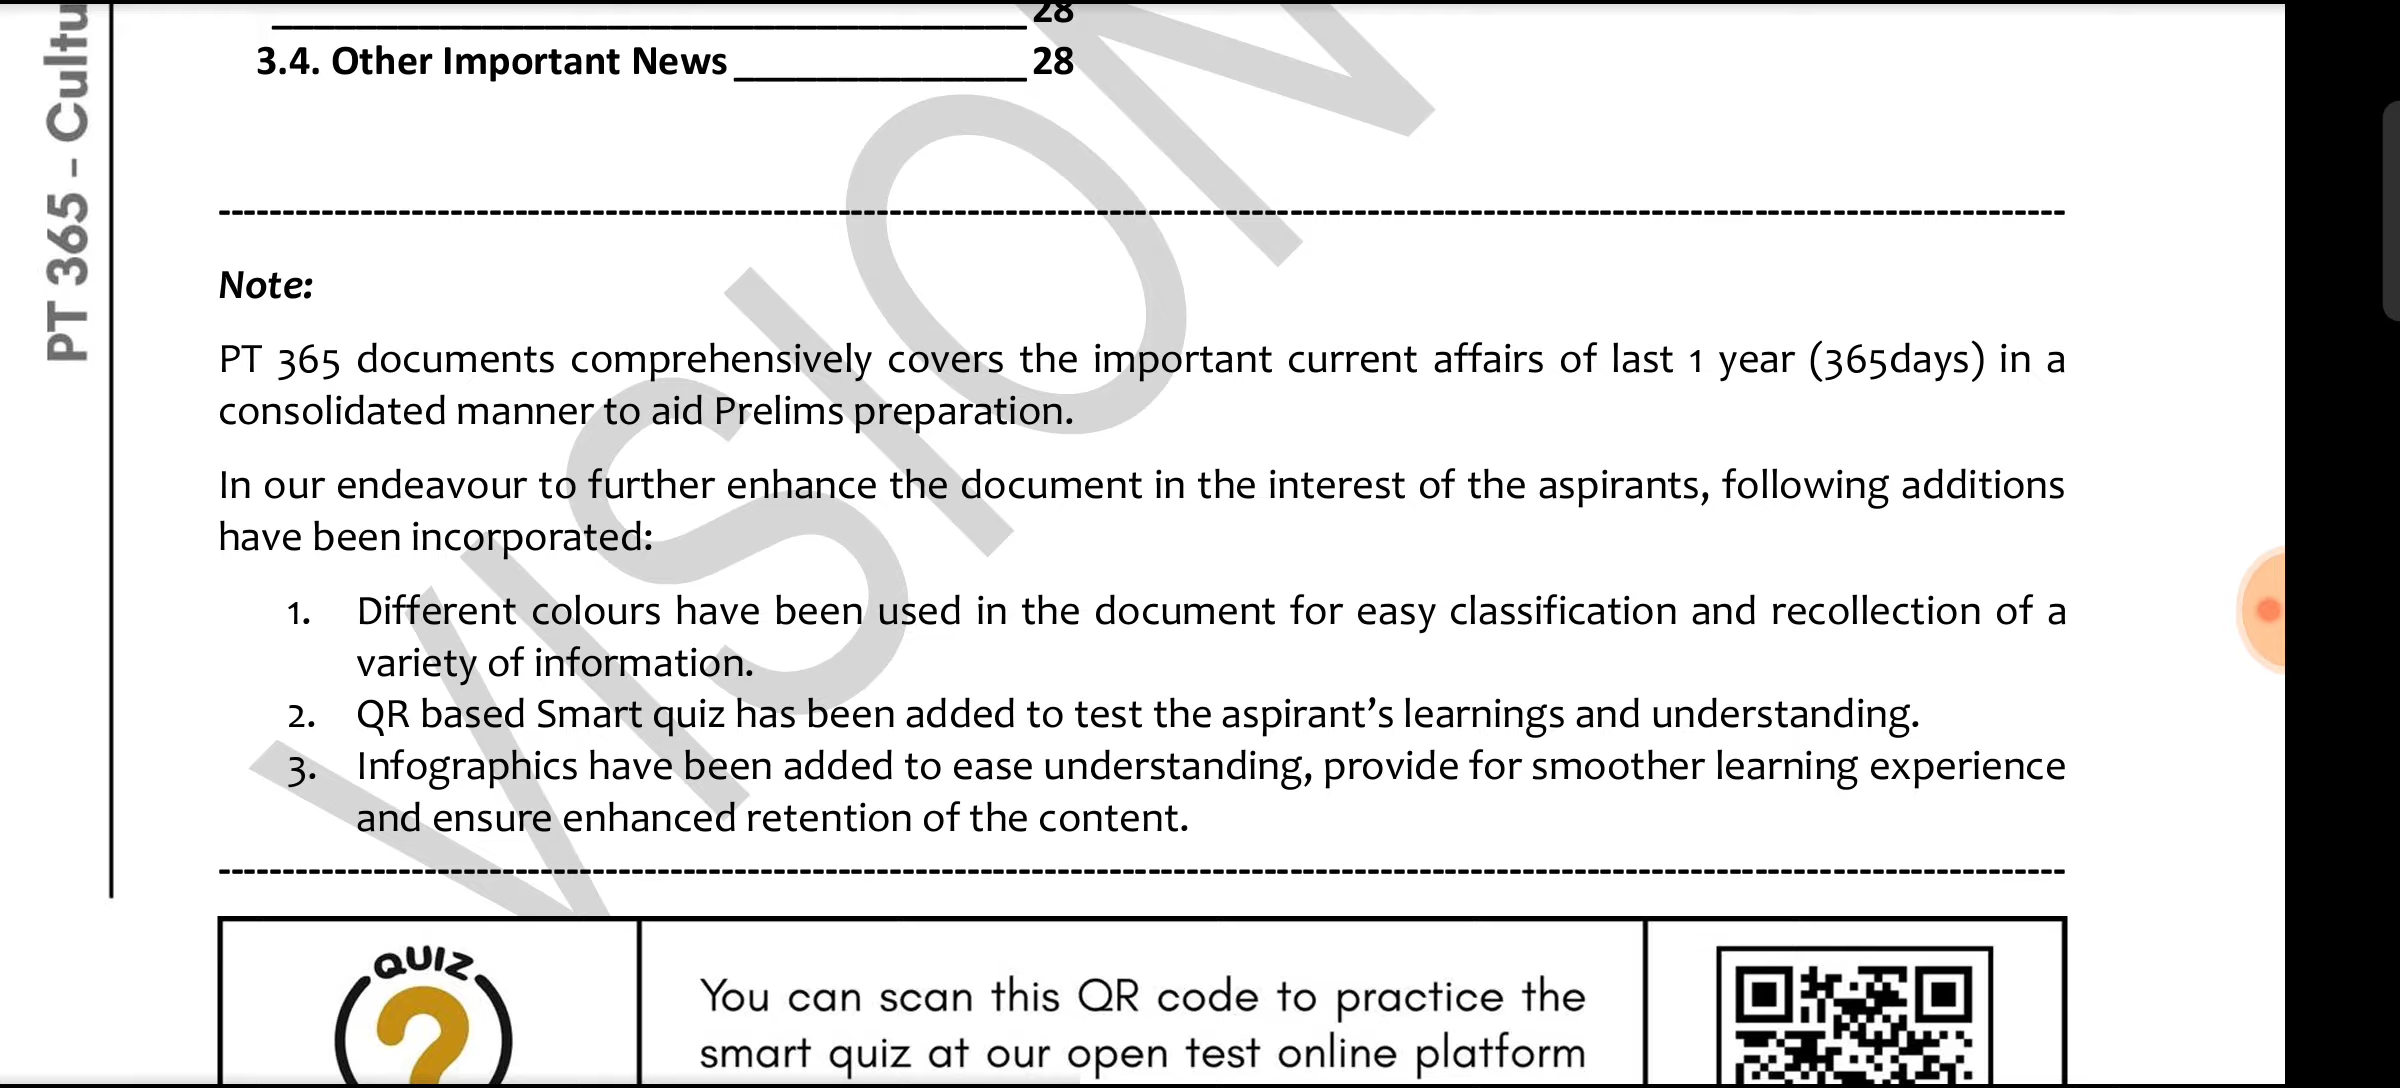 28
3.4. Other Important News 28
PT 365 - Cultu
Note:
PT 365 documents comprehensively covers the important current affairs of last 1 year (365days) in a
consolidated manner to aid Prelims preparation.
In our endeavour to further enhance the document in the interest of the aspirants, following additions
have been incorporated:
1. Different colours have been used in the document for easy classification and recollection of a
variety of information.
2. QR based Smart quiz has been added to test the aspirant’s learnings and understanding.
3. Infographics have been added to ease understanding, provide for smoother learning experience
and ensure enhanced retention of the content.
VISION
QUIZ
You can scan this QR code to practice the
smart quiz at our open test online platform